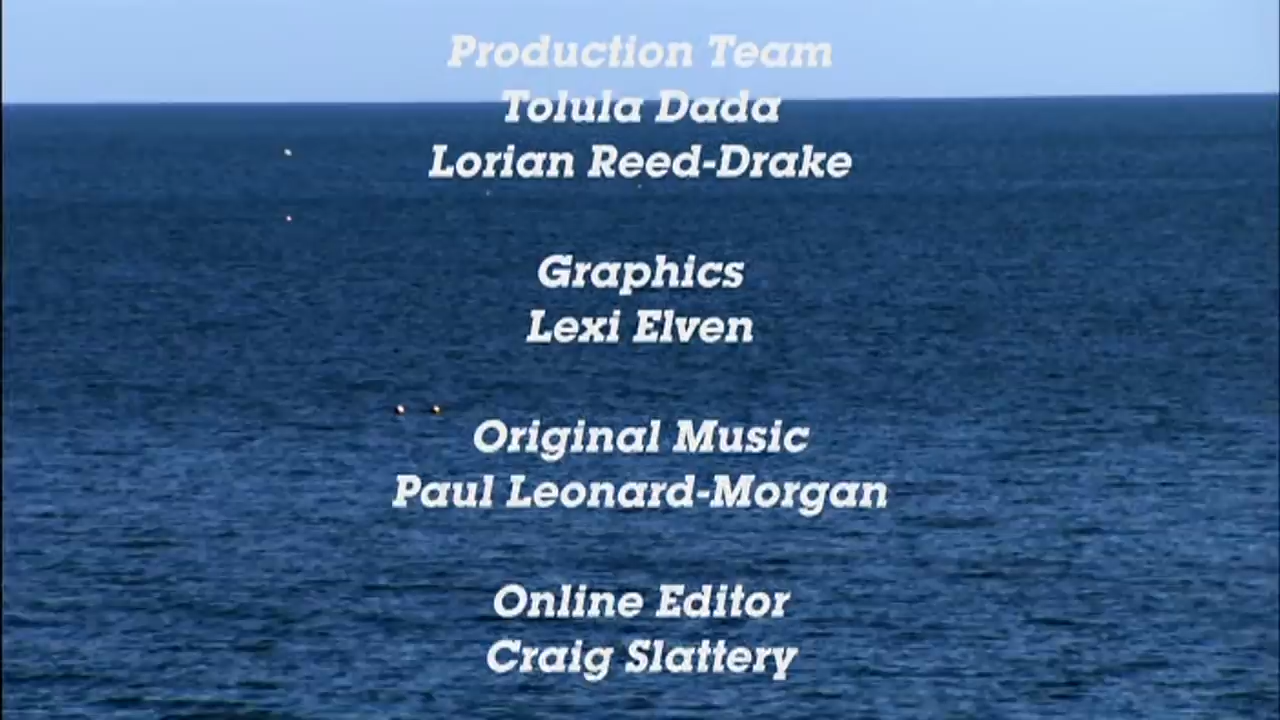 Production Team
Tolula Dada
Lorian Reed-Drake
Graphics
Lexi Elven
Original Music
Paul Leonard-Morgan
Online Editor
Craig Slattery